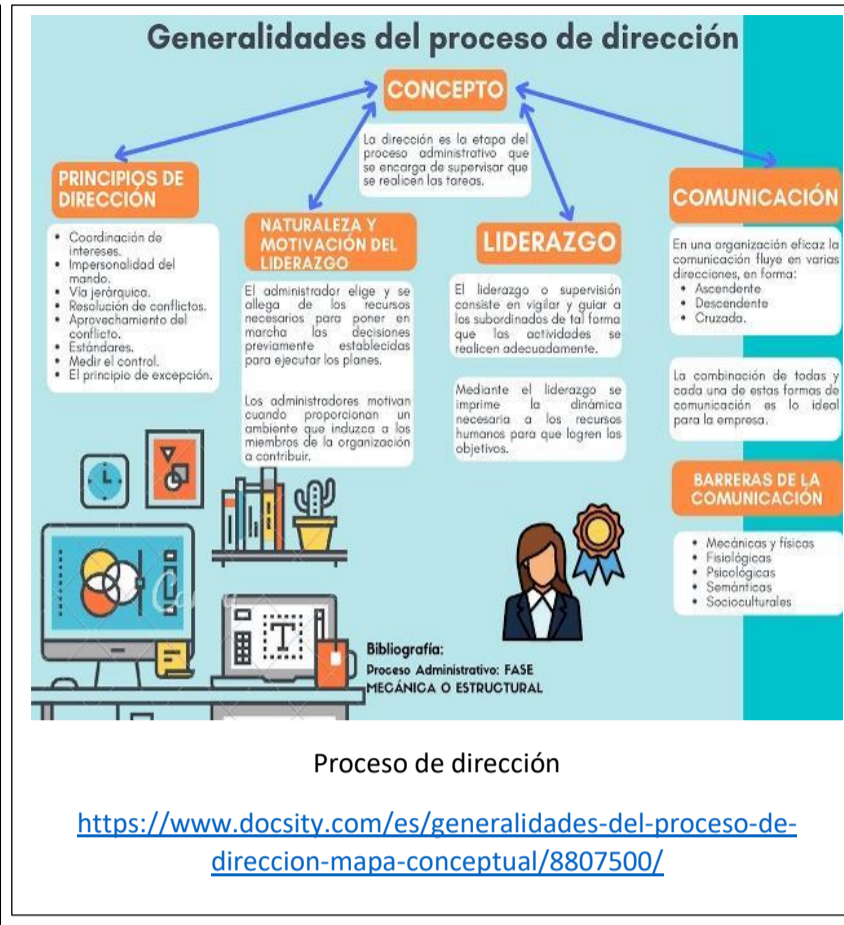 Generalidades del proceso de dirección
CONCEPTO
La dirección es la etapa del
proceso administrativo que
se encarga de supervisar que
se realicen las tareas.
PRINCIPIOS DE
DIRECCIÓN
• Coordinación de
intereses.
• Impersonalidad del
mando.
• Vía jerárquica.
• Resolución de conflictos.
• Aprovechamiento del
conflicto.
• Estándares.
• Medir el control.
• El principio de excepción.
NATURALEZA Y
MOTIVACIÓN DEL
LIDERAZGO
El administrador elige y se
allega de los recursos
necesarios para poner en
marcha las decisiones
previamente establecidas
para ejecutar los planes.
Los administradores motivan
cuando proporcionan un
ambiente que induzca a los
miembros de la organización
a contribuir.
LIDERAZGO
El liderazgo o supervisión
consiste en vigilar y guiar a
los subordinados de tal forma
que las actividades se
realicen adecuadamente.
Mediante el liderazgo se
imprime la dinámica
necesaria a los recursos
humanos para que logren los
objetivos.
COMUNICACIÓN
En una organización eficaz la
comunicación fluye en varias
direcciones, en forma:
• Ascendente
• Descendente
• Cruzada.
La combinación de todas y
cada una de estas formas de
comunicación es lo ideal
para la empresa.
BARRERAS DE LA
COMUNICACIÓN
• Mecánicas y físicas
• Fisiológicas
• Psicológicas
• Semánticas
• Socioculturales
T
Bibliografía:
Proceso Administrativo: FASE
MECÁNICA O ESTRUCTURAL
Proceso de dirección
https://www.docsity.com/es/generalidades-del-proceso-de-
direccion-mapa-conceptual/8807500/